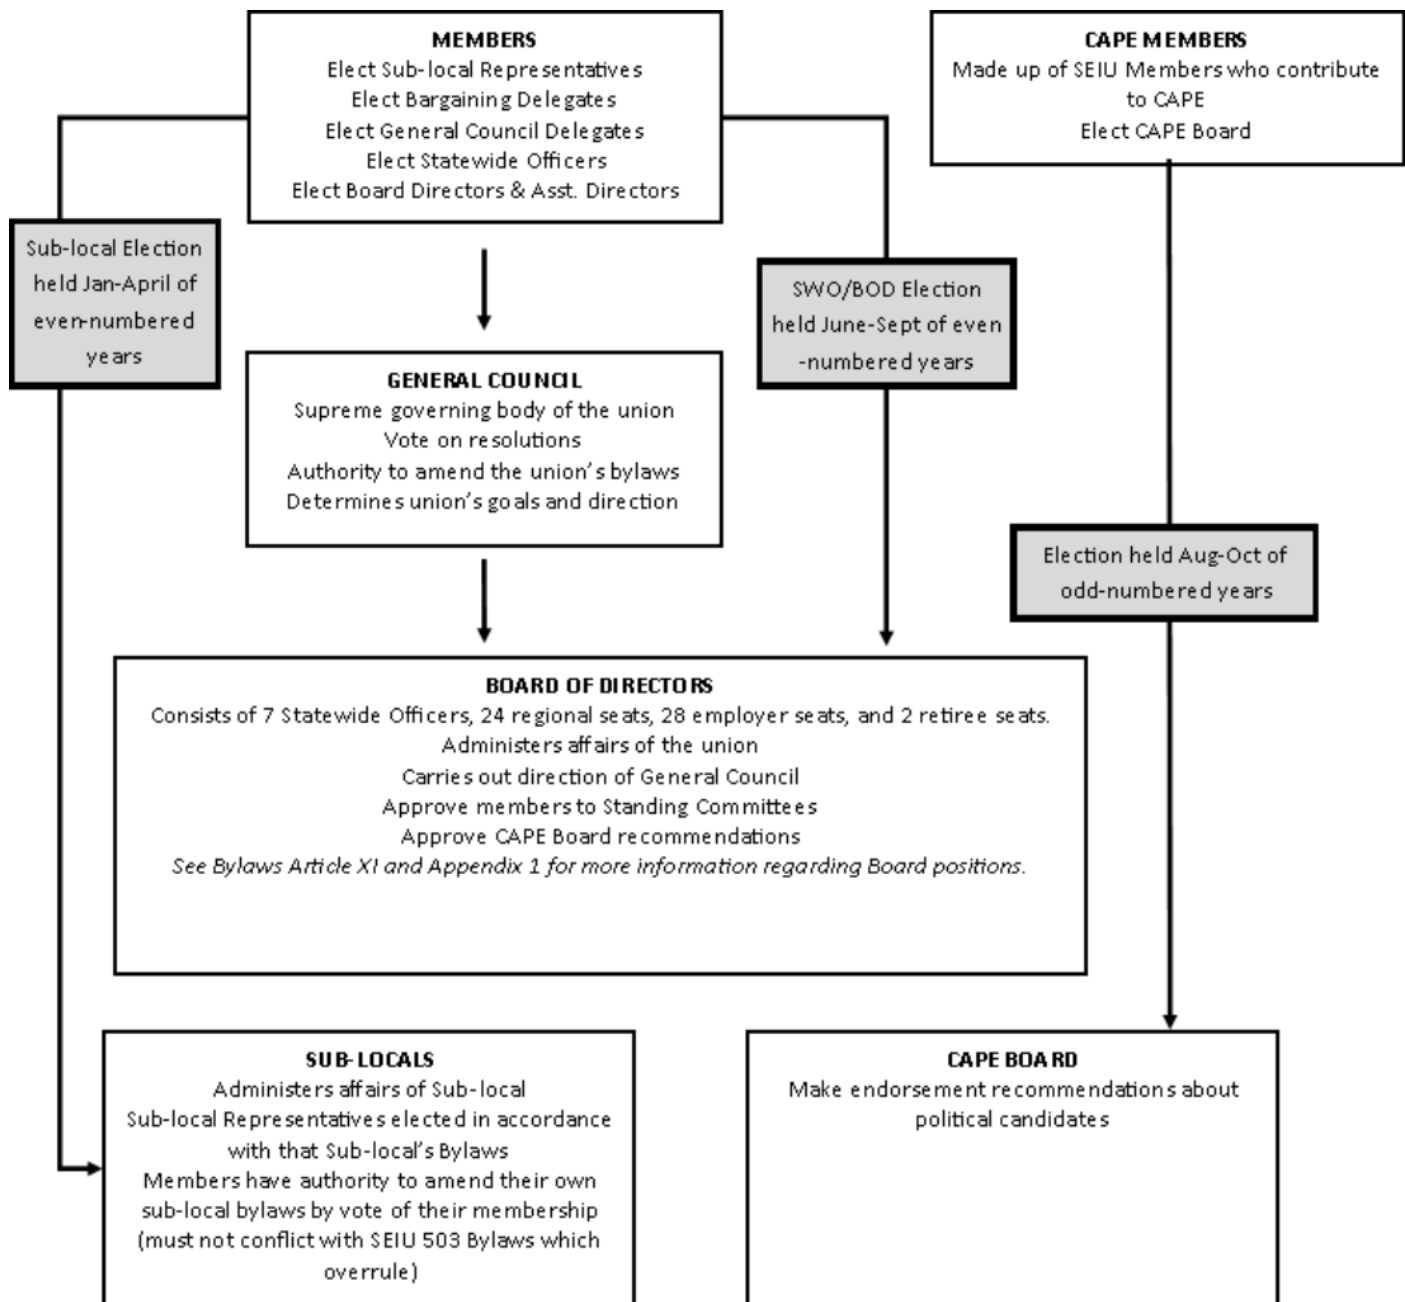 MEMBERS
Elect Sub-local Representatives
Elect Bargaining Delegates
Elect General Council Delegates
Elect Statewide Officers
Elect Board Directors & Asst. Directors
CAPE MEMBERS
Made up of SEIU Members who contribute
to CAPE
Elect CAPE Board
Sub-local Election
held Jan-April of
even-numbered
years
SWO/BOD Election
held June-Sept of even
-numbered years
GENERAL COUNCIL
Supreme governing body of the union
Vote on resolutions
Authority to amend the union's bylaws
Determines union's goals and direction
Election held Aug-Oct of
odd-numbered years
BOARD OF DIRECTORS
Consists of 7 Statewide Officers, 24 regional seats, 28 employer seats, and 2 retiree seats.
Administers affairs of the union
Carries out direction of General Council
Approve members to Standing Committees
Approve CAPE Board recommendations
See Bylaws Article XI and Appendix 1 for more information regarding Board positions.
SUB-LOCALS
Administers affairs of Sub-local
Sub-local Representatives elected in accordance
with that Sub-local's Bylaws
Members have authority to amend their own
sub-local bylaws by vote of their membership
(must not conflict with SEIU 503 Bylaws which
overrule)
CAPE BOARD
Make endorsement recommendations about
political candidates